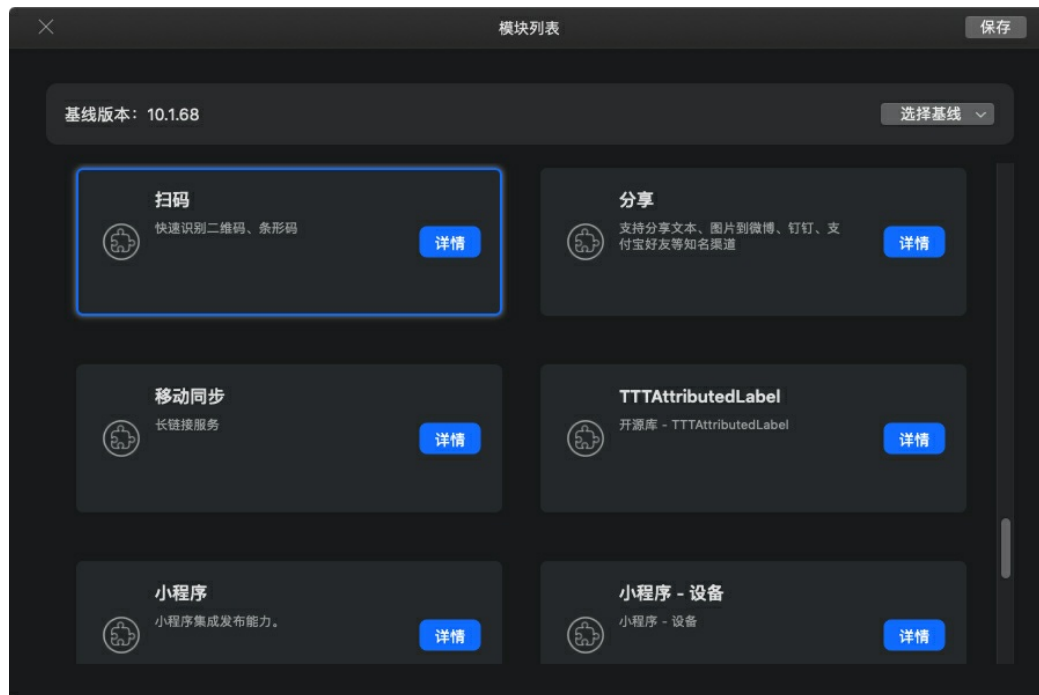 模块列表
保存
基线版本：10.1.68
选择基线
扫码
快速识别二维码、条形码
详情
分享
支持分享文本、图片到微博、钉钉、支
付宝好友等知名渠道
详情
移动同步
长链接服务
详情
TTTAttributedLabel
开源库 - TTTAttributedLabel
详情
小程序
小程序集成发布能力。
详情
小程序 - 设备
小程序 - 设备
详情